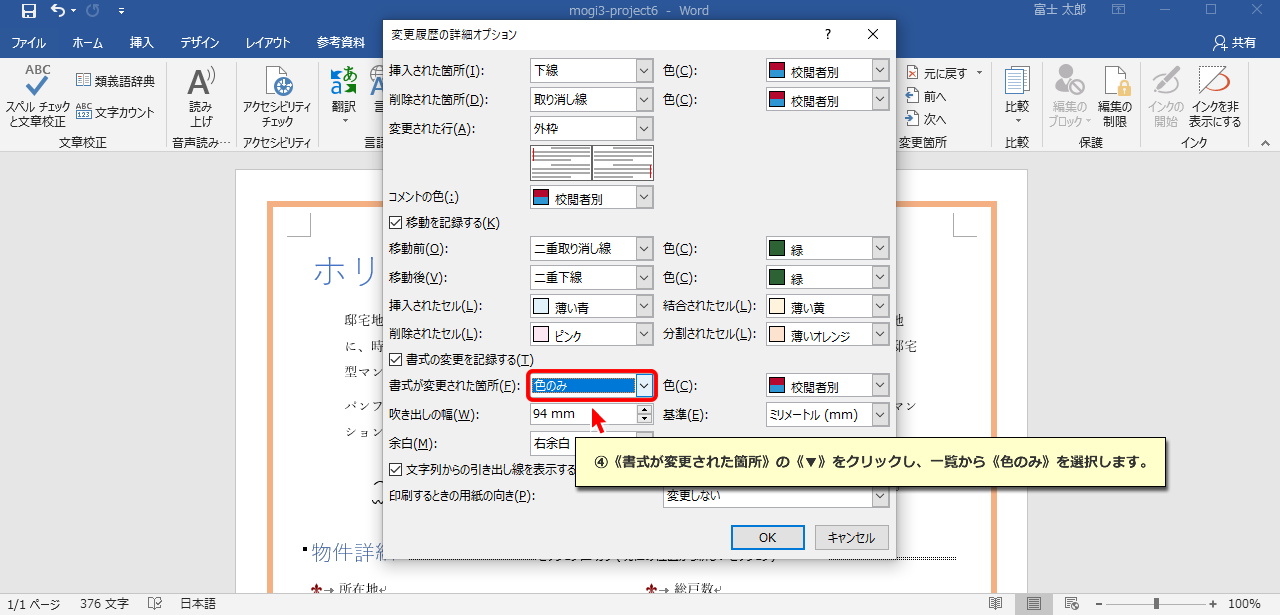 mogi3-project6 - Word
富士 太郎
ファイル ホーム 挿入 デザイン レイアウト 参考資料
共有
ABC
スペル チェックと文章校正
類義語辞典
ABC 123 文字カウント
文章校正
読み上げ
音声読み…
アクセシビリティ チェック
アクセシビリティ
翻訳
元に戻す
前へ
次へ
変更箇所
比較
比較
編集のブロック
編集の制限
保護
インクの開始
インクを非表示にする
インク
変更履歴の詳細オプション
?
挿入された箇所(I): 下線 色(C): 校閲者別
削除された箇所(D): 取り消し線 色(C): 校閲者別
変更された行(A): 外枠
コメントの色(:) 校閲者別
移動を記録する(K)
移動前(O): 二重取り消し線 色(C): 緑
移動後(V): 二重下線 色(C): 緑
挿入されたセル(L): 薄い青 結合されたセル(L): 薄い黄
削除されたセル(L): ピンク 分割されたセル(L): 薄いオレンジ
書式の変更を記録する(T)
書式が変更された箇所(F): 色のみ 色(C): 校閲者別
吹き出しの幅(W): 94 mm 基準(E): ミリメートル (mm)
余白(M): 右余白
文字列からの引き出し線を表示する
④《書式が変更された箇所》の《▼》をクリックし、一覧から《色のみ》を選択します。
印刷するときの用紙の向き(P): 変更しない
OK キャンセル
ホリ
邸宅地
地
に、時
邸宅
型マン
パンフ
マン
ション
物件詳細
所在地
総戸数
1/1 ページ 376 文字 日本語
100%